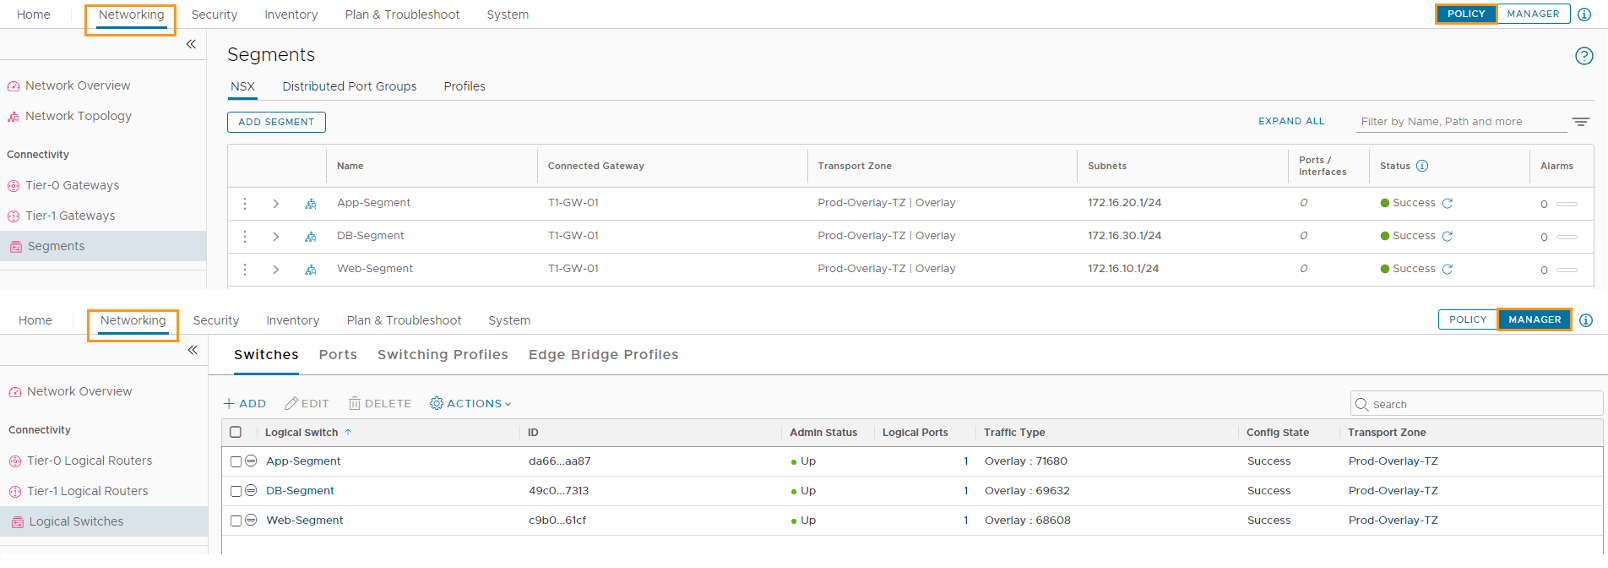 Home Networking Security Inventory Plan & Troubleshoot System POLICY MANAGER
Segments
Network Overview
NSX Distributed Port Groups Profiles
Network Topology
ADD SEGMENT EXPAND ALL Filter by Name, Path and more
Connectivity
Name Connected Gateway Transport Zone Subnets Ports / Interfaces Status Alarms
Tier-0 Gateways
App-Segment T1-GW-01 Prod-Overlay-TZ | Overlay 172.16.20.1/24 0 Success 0
Tier-1 Gateways
DB-Segment T1-GW-01 Prod-Overlay-TZ | Overlay 172.16.30.1/24 0 Success 0
Segments
Web-Segment T1-GW-01 Prod-Overlay-TZ | Overlay 172.16.10.1/24 0 Success 0
Home Networking Security Inventory Plan & Troubleshoot System POLICY MANAGER
Switches Ports Switching Profiles Edge Bridge Profiles
Network Overview
+ ADD EDIT DELETE ACTIONS Search
Connectivity
Logical Switch ↑ ID Admin Status Logical Ports Traffic Type Config State Transport Zone
Tier-0 Logical Routers
App-Segment da66...aa87 Up 1 Overlay : 71680 Success Prod-Overlay-TZ
Tier-1 Logical Routers
DB-Segment 49c0...7313 Up 1 Overlay : 69632 Success Prod-Overlay-TZ
Logical Switches
Web-Segment c9b0...61cf Up 1 Overlay : 68608 Success Prod-Overlay-TZ